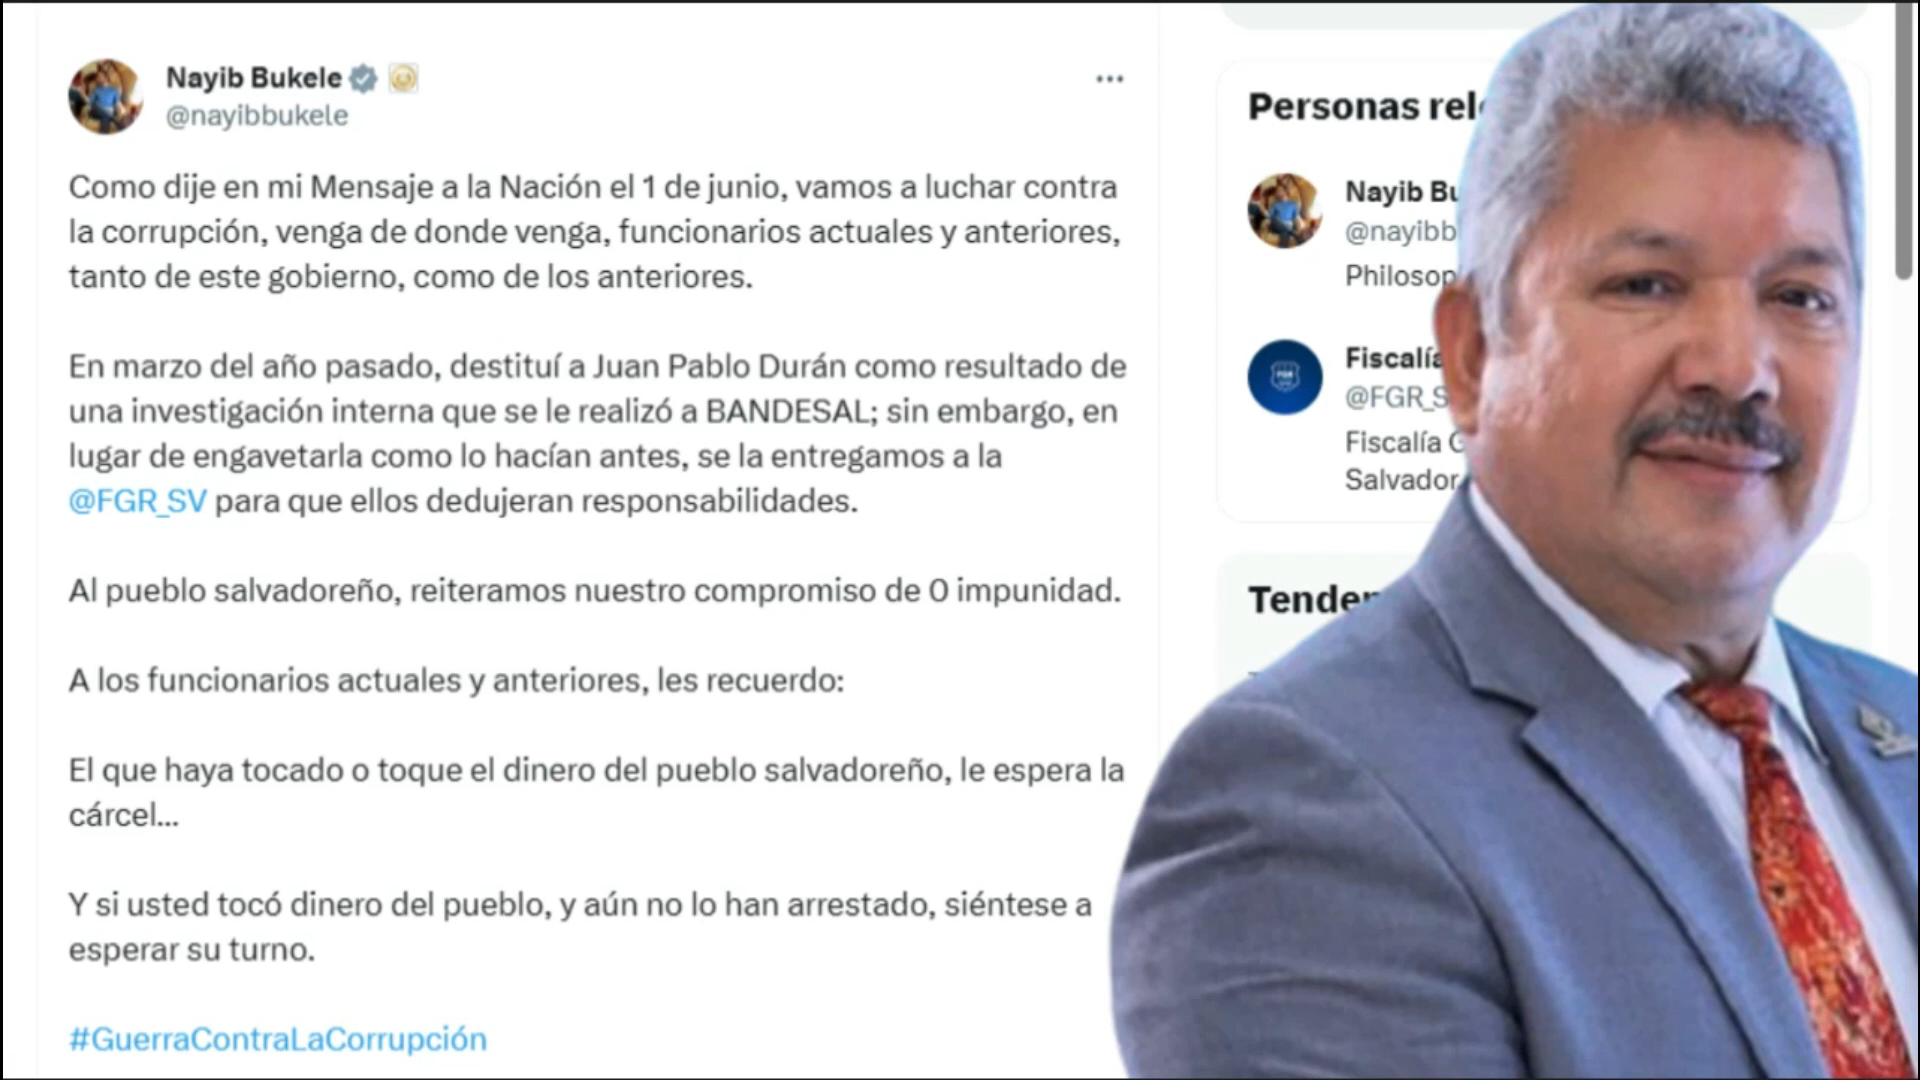 Nayib Bukele
@nayibbukele
Como dije en mi Mensaje a la Nación el 1 de junio, vamos a luchar contra
la corrupción, venga de donde venga, funcionarios actuales y anteriores,
tanto de este gobierno, como de los anteriores.
En marzo del año pasado, destituí a Juan Pablo Durán como resultado de
una investigación interna que se le realizó a BANDESAL; sin embargo, en
lugar de engavetarla como lo hacían antes, se la entregamos a la
@FGR_SV para que ellos dedujeran responsabilidades.
Al pueblo salvadoreño, reiteramos nuestro compromiso de 0 impunidad.
A los funcionarios actuales y anteriores, les recuerdo:
El que haya tocado o toque el dinero del pueblo salvadoreño, le espera la
cárcel...
Y si usted tocó dinero del pueblo, y aún no lo han arrestado, siéntese a
esperar su turno.
#GuerraContraLaCorrupción
Personas rel
Nayib Bu
@nayibb
Philosop
Fiscalía
@FGR_S
Fiscalía G
Salvador
FGR
Tenden